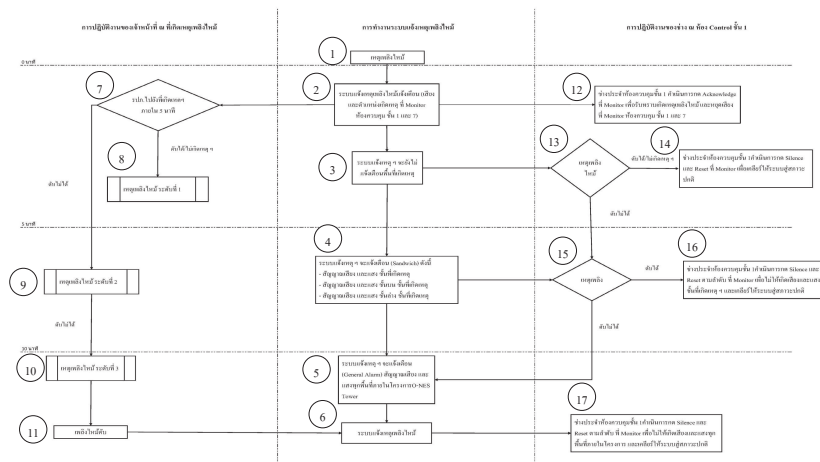 การปฏิบัติงานของเจ้าหน้าที่ ณ ที่เกิดเหตุเพลิงไหม้
การทำงานระบบแจ้งเหตุเพลิงไหม้
การปฏิบัติงานของช่าง ณ ห้อง Control ชั้น 1
1
เหตุเพลิงไหม้
0 นาที
7
รปภ.ไปยังที่เกิดเหตุฯ
ภายใน 5 นาที
2
ระบบแจ้งเหตุเพลิงไหม้แจ้งเตือน (เสียง
และตำแหน่งเกิดเหตุ ที่ Monitor
ห้องควบคุม ชั้น 1 และ 7)
12
ช่างประจำห้องควบคุมชั้น 1 ดำเนินการกด Acknowledge
ที่ Monitor เพื่อรับทราบเกิดเหตุเพลิงไหม้ และหยุดเสียง
ที่ Monitor ห้องควบคุม ชั้น 1 และ 7
ดับได้/ไม่เกิดเหตุ ฯ
8
เหตุเพลิงไหม้ ระดับที่ 1
ดับไม่ได้
3
ระบบแจ้งเหตุ ฯ จะยังไม่
แจ้งเตือนพื้นที่เกิดเหตุ
13
เหตุเพลิง
ไหม้
ดับได้/ไม่เกิดเหตุ ฯ
14
ช่างประจำห้องควบคุมชั้น 1ดำเนินการกด Silence
และ Reset ที่ Monitor เพื่อเคลียร์ให้ระบบสู่สภาวะ
ปกติ
ดับไม่ได้
5 นาที
4
ระบบแจ้งเหตุ ฯ จะแจ้งเตือน (Sandwich) ดังนี้
- สัญญาณเสียง และแสง ชั้นที่เกิดเหตุ
- สัญญาณเสียง และแสง ชั้นบน ชั้นที่เกิดเหตุ
- สัญญาณเสียง และแสง ชั้นล่าง ชั้นที่เกิดเหตุ
15
เหตุเพลิง
ดับได้
16
ช่างประจำห้องควบคุมชั้น 1ดำเนินการกด Silence และ
Reset ตามลำดับ ที่ Monitor เพื่อไม่ให้เกิดเสียงและแสง
ชั้นที่เกิดเหตุ ฯ และเคลียร์ให้ระบบสู่สภาวะปกติ
9
เหตุเพลิงไหม้ ระดับที่ 2
ดับไม่ได้
ดับไม่ได้
20 นาที
10
เหตุเพลิงไหม้ ระดับที่ 3
5
ระบบแจ้งเหตุ ฯ จะแจ้งเตือน
(General Alarm) สัญญาณเสียง และ
แสงทุกพื้นที่ภายในโครงการO-NES
Tower
11
เพลิงไหม้ดับ
6
ระบบแจ้งเหตุเพลิงไหม้
17
ช่างประจำห้องควบคุมชั้น 1ดำเนินการกด Silence และ
Reset ตามลำดับ ที่ Monitor เพื่อไม่ให้เกิดเสียงและแสงทุก
พื้นที่ภายในโครงการ และเคลียร์ให้ระบบสู่สภาวะปกติ